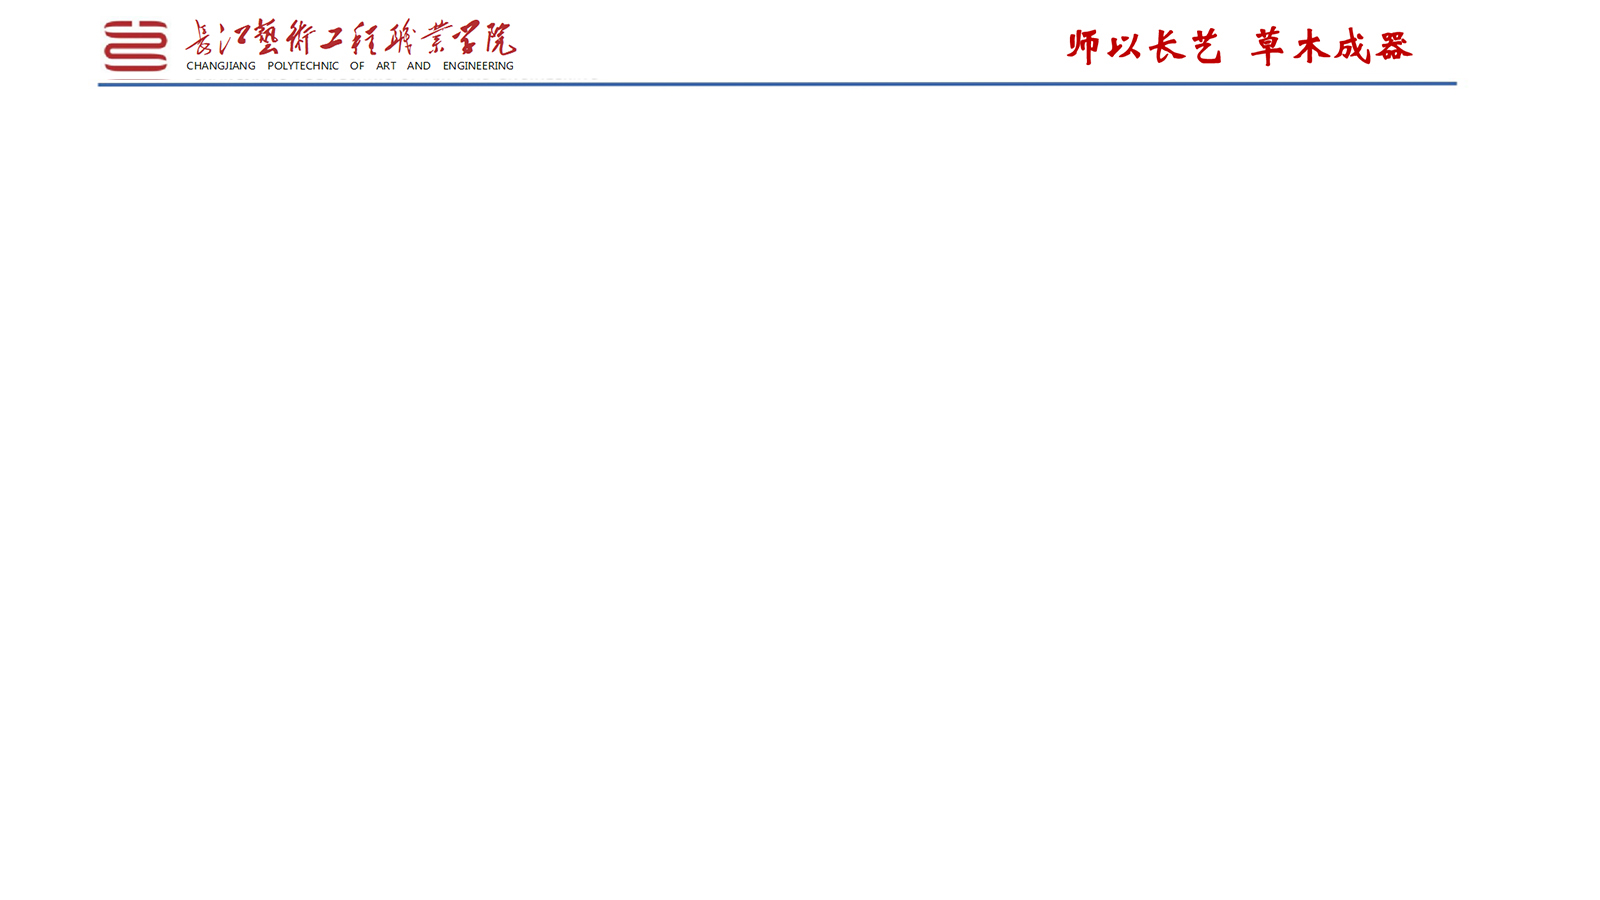 長江藝術工程職業学院
CHANGJIANG POLYTECHNIC OF ART AND ENGINEERING
师以长艺 草木成器